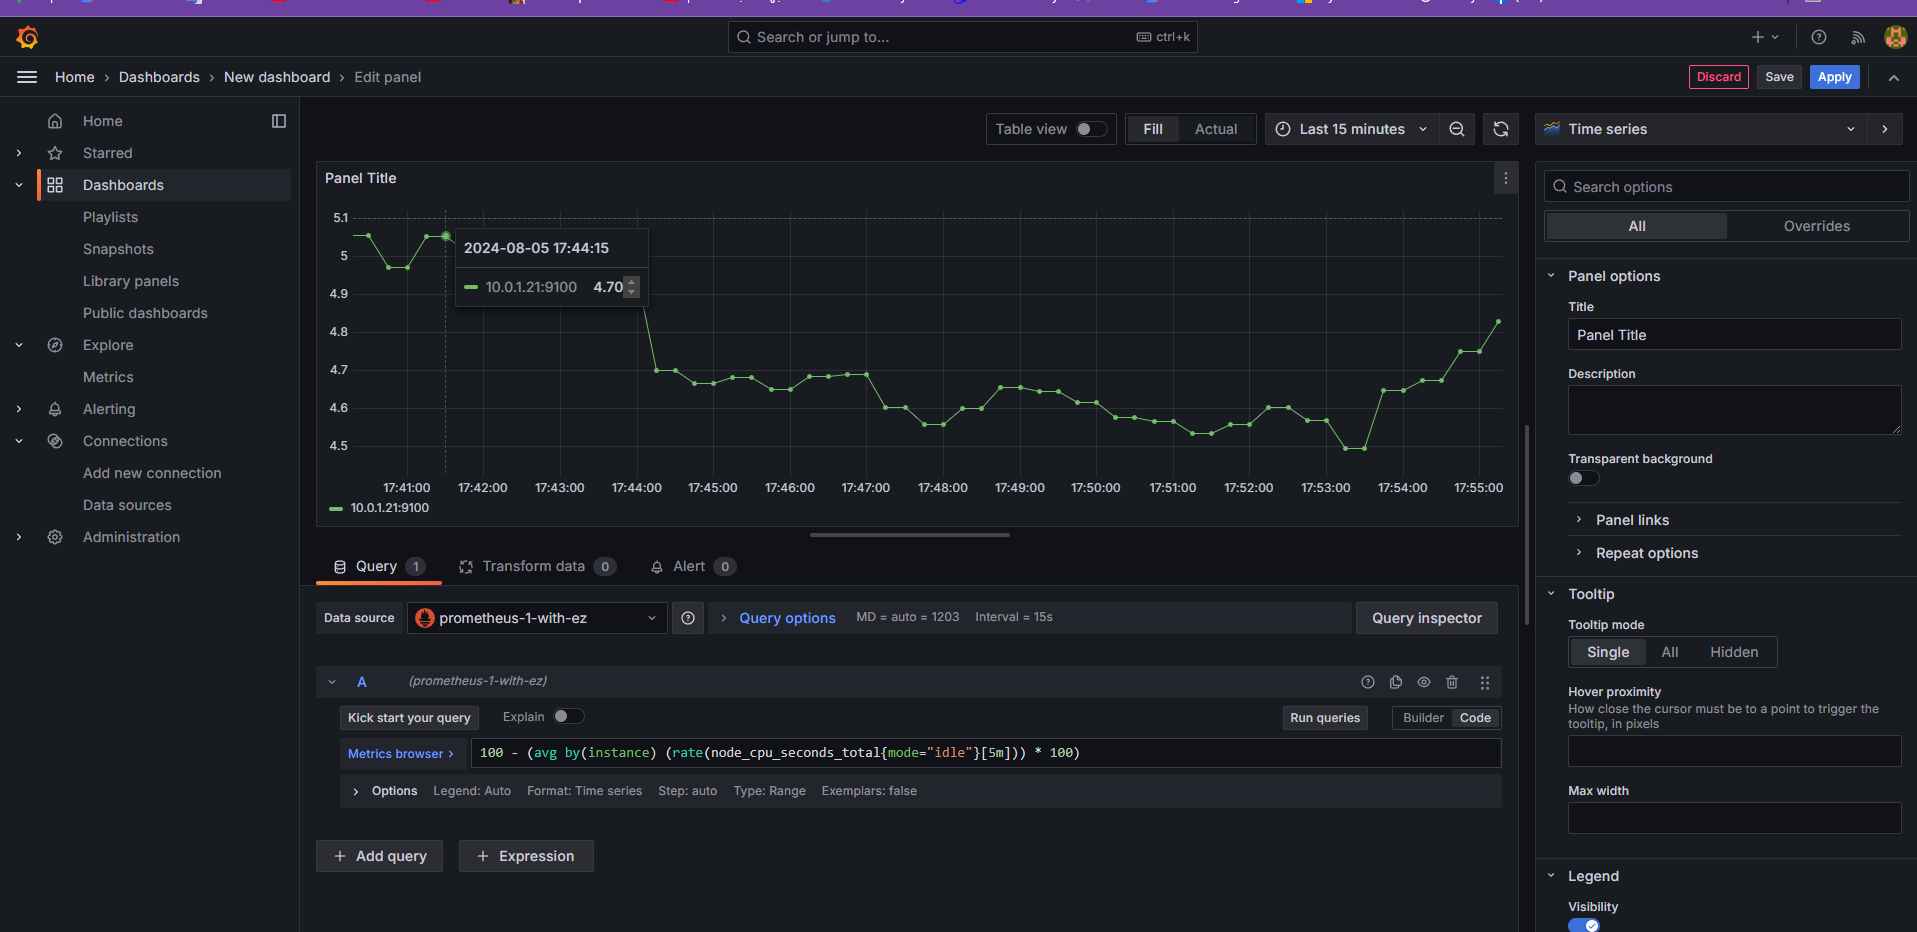 Search or jump to...
ctrl+k
Home › Dashboards › New dashboard › Edit panel
Discard
Save
Apply
Home
Starred
Dashboards
Playlists
Snapshots
Library panels
Public dashboards
Explore
Metrics
Alerting
Connections
Add new connection
Data sources
Administration
Table view
Fill
Actual
Last 15 minutes
Panel Title
5.1
5
4.9
4.8
4.7
4.6
4.5
2024-08-05 17:44:15
10.0.1.21:9100 4.70
17:41:00 17:42:00 17:43:00 17:44:00 17:45:00 17:46:00 17:47:00 17:48:00 17:49:00 17:50:00 17:51:00 17:52:00 17:53:00 17:54:00 17:55:00
10.0.1.21:9100
Query 1
Transform data 0
Alert 0
Data source
prometheus-1-with-ez
Query options
MD = auto = 1203
Interval = 15s
Query inspector
A
(prometheus-1-with-ez)
Kick start your query
Explain
Run queries
Builder
Code
Metrics browser >
100 - (avg by(instance) (rate(node_cpu_seconds_total{mode="idle"}[5m])) * 100)
Options
Legend: Auto
Format: Time series
Step: auto
Type: Range
Exemplars: false
+ Add query
+ Expression
Time series
Search options
All
Overrides
Panel options
Title
Panel Title
Description
Transparent background
Panel links
Repeat options
Tooltip
Tooltip mode
Single
All
Hidden
Hover proximity
How close the cursor must be to a point to trigger the
tooltip, in pixels
Max width
Legend
Visibility